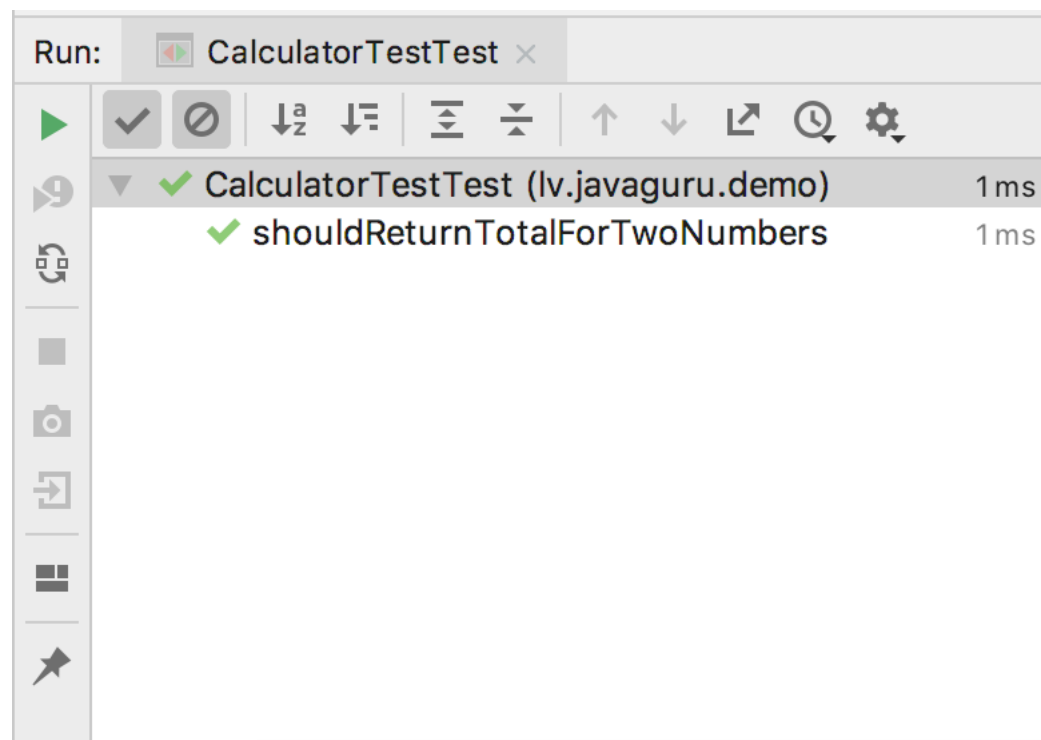 Run: CalculatorTestTest
CalculatorTestTest (lv.javaguru.demo) 1 ms
shouldReturnTotalForTwoNumbers 1 ms